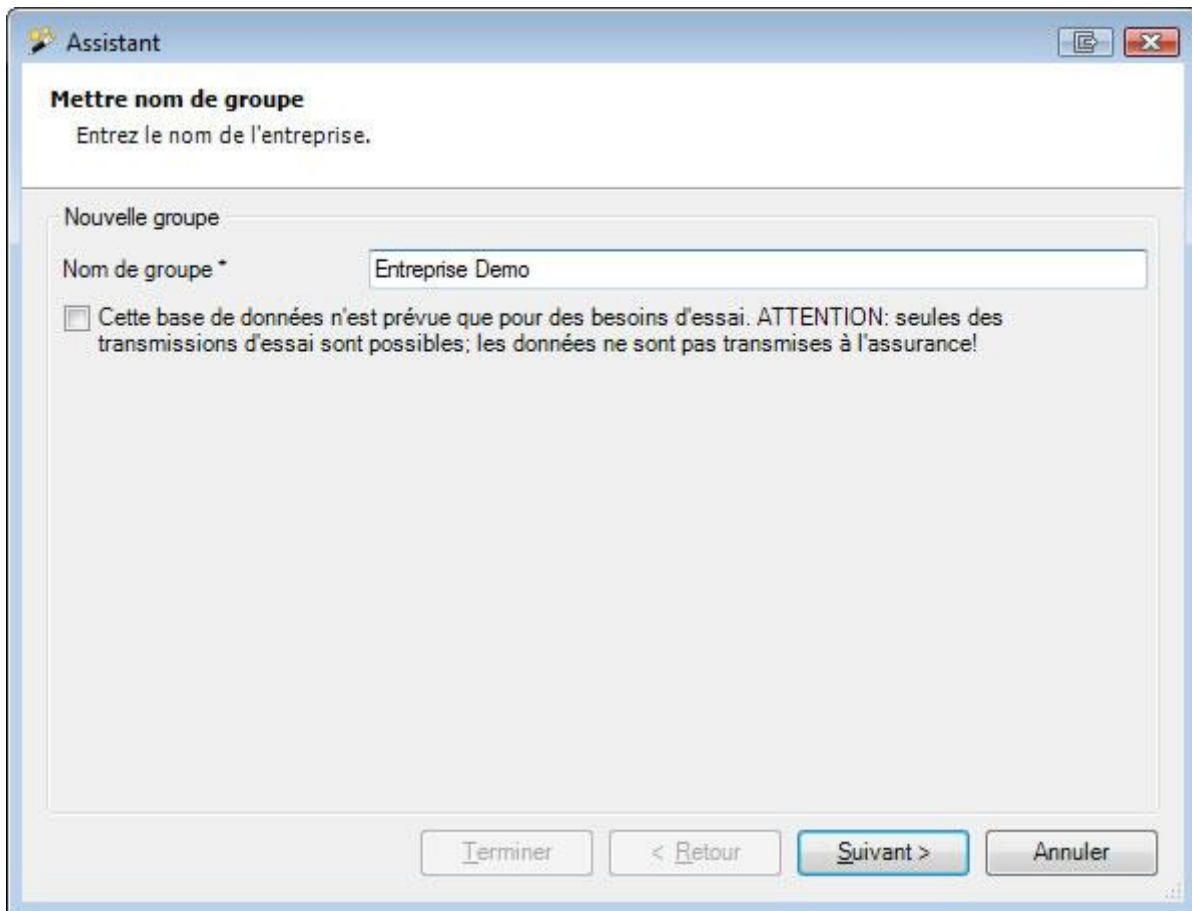 Assistant
Mettre nom de groupe
Entrez le nom de l'entreprise.
Nouvelle groupe
Nom de groupe *
Entreprise Demo
Cette base de données n'est prévue que pour des besoins d'essai. ATTENTION: seules des
transmissions d'essai sont possibles; les données ne sont pas transmises à l'assurance!
Terminer
< Retour
Suivant >
Annuler